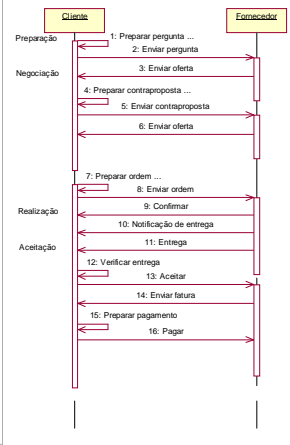 Cliente
Fornecedor
Preparação
1: Preparar pergunta ...
2: Enviar pergunta
Negociação
3: Enviar oferta
4: Preparar contraproposta ...
5: Enviar contraproposta
6: Enviar oferta
7: Preparar ordem ...
8: Enviar ordem
Realização
9: Confirmar
10: Notificação de entrega
Aceitação
11: Entrega
12: Verificar entrega
13: Aceitar
14: Enviar fatura
15: Preparar pagamento
16: Pagar